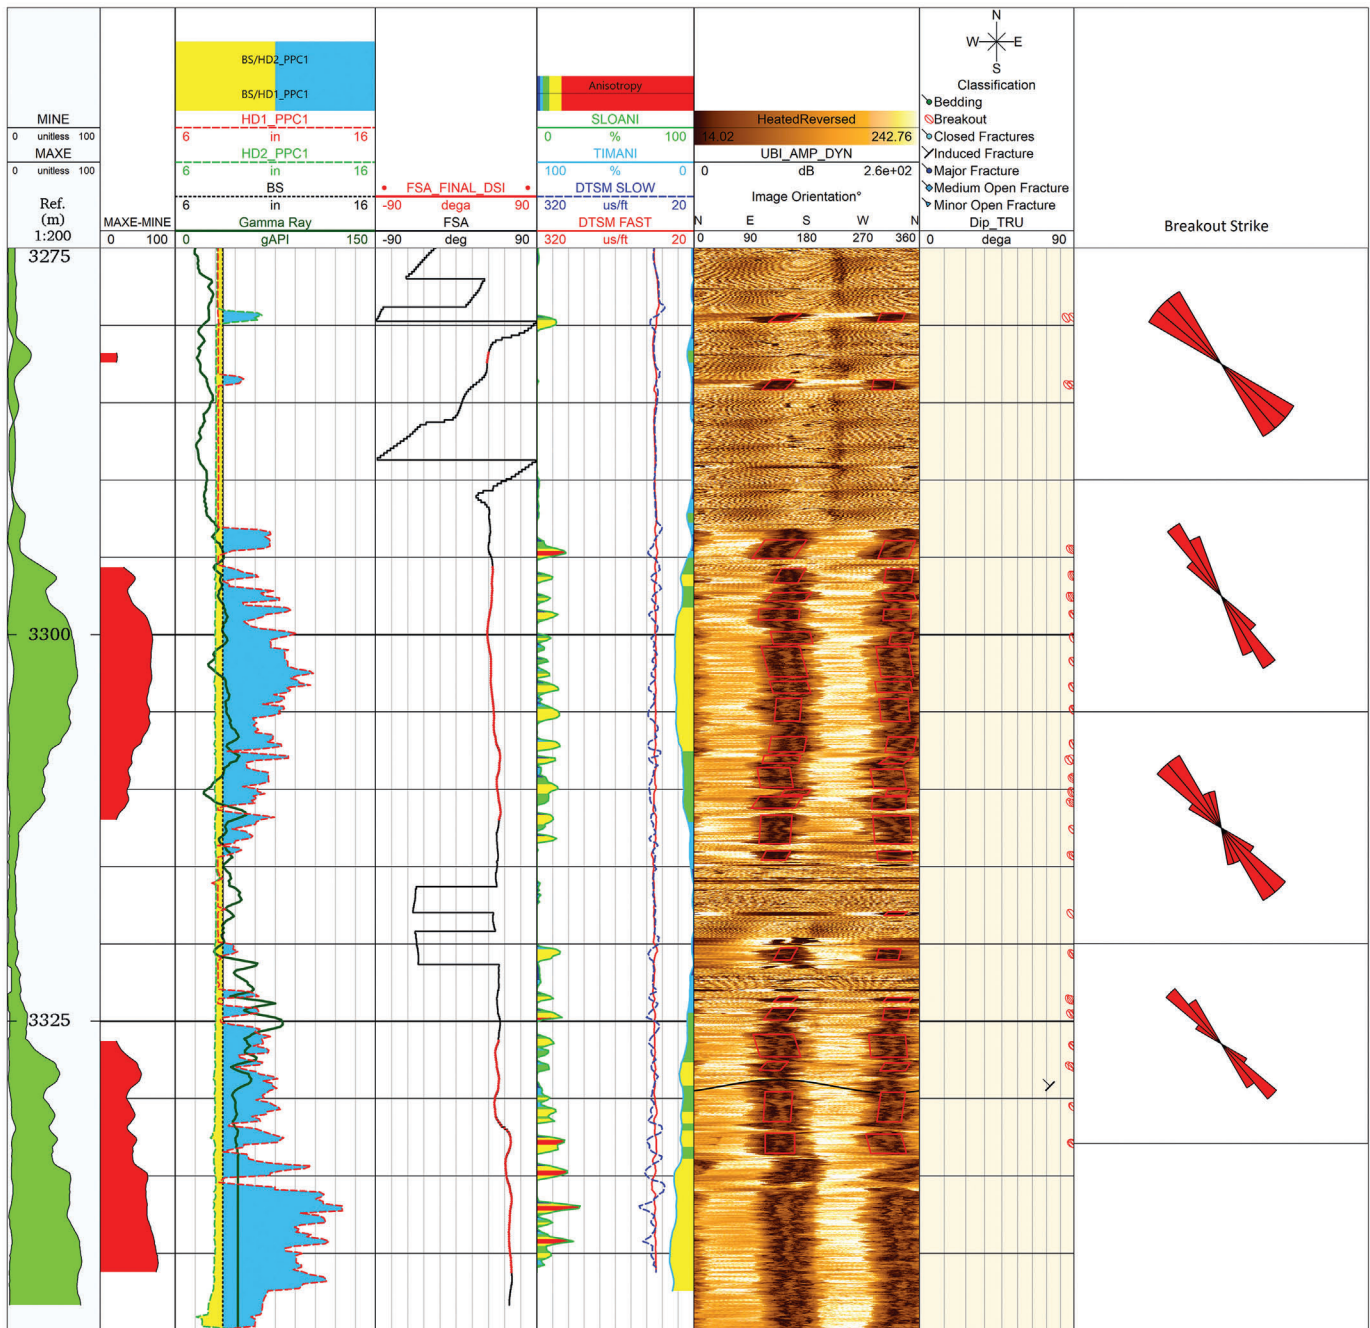 MINE
0 unitless 100
MAXE
0 unitless 100
Ref.
(m)
1:200
MAXE-MINE
0 100
BS/HD2_PPC1
BS/HD1_PPC1
HD1_PPC1
6 in 16
HD2_PPC1
6 in 16
BS
6 in 16
Gamma Ray
0 gAPI 150
FSA_FINAL_DSI
-90 dega 90
FSA
-90 deg 90
Anisotropy
SLOANI
0 % 100
TIMANI
100 % 0
DTSM SLOW
320 us/ft 20
DTSM FAST
320 us/ft 20
HeatedReversed
14.02 242.76
UBI_AMP_DYN
0 dB 2.6e+02
Image Orientation°
N E S W N
0 90 180 270 360
N
W E
S
Classification
Bedding
Breakout
Closed Fractures
Induced Fracture
Major Fracture
Medium Open Fracture
Minor Open Fracture
Dip_TRU
0 dega 90
Breakout Strike
3275
3300
3325